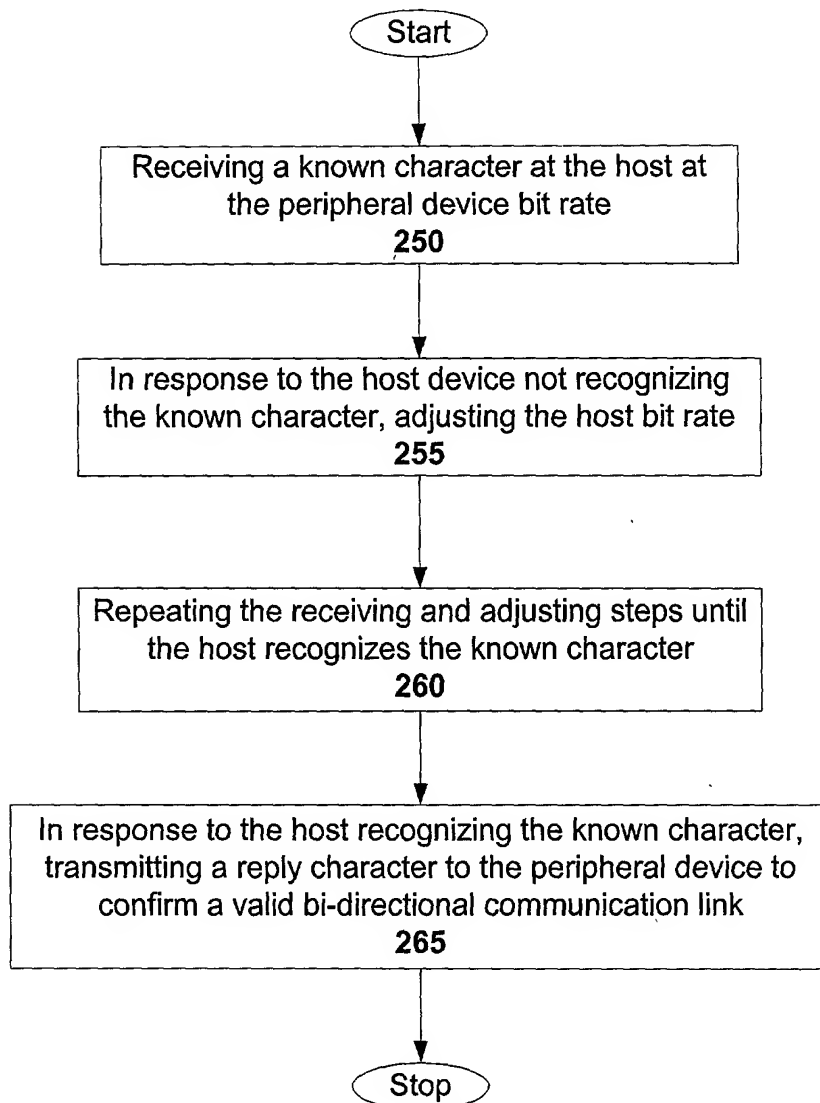 Start
Receiving a known character at the host at
the peripheral device bit rate
250
In response to the host device not recognizing
the known character, adjusting the host bit rate
255
Repeating the receiving and adjusting steps until
the host recognizes the known character
260
In response to the host recognizing the known character,
transmitting a reply character to the peripheral device to
confirm a valid bi-directional communication link
265
Stop